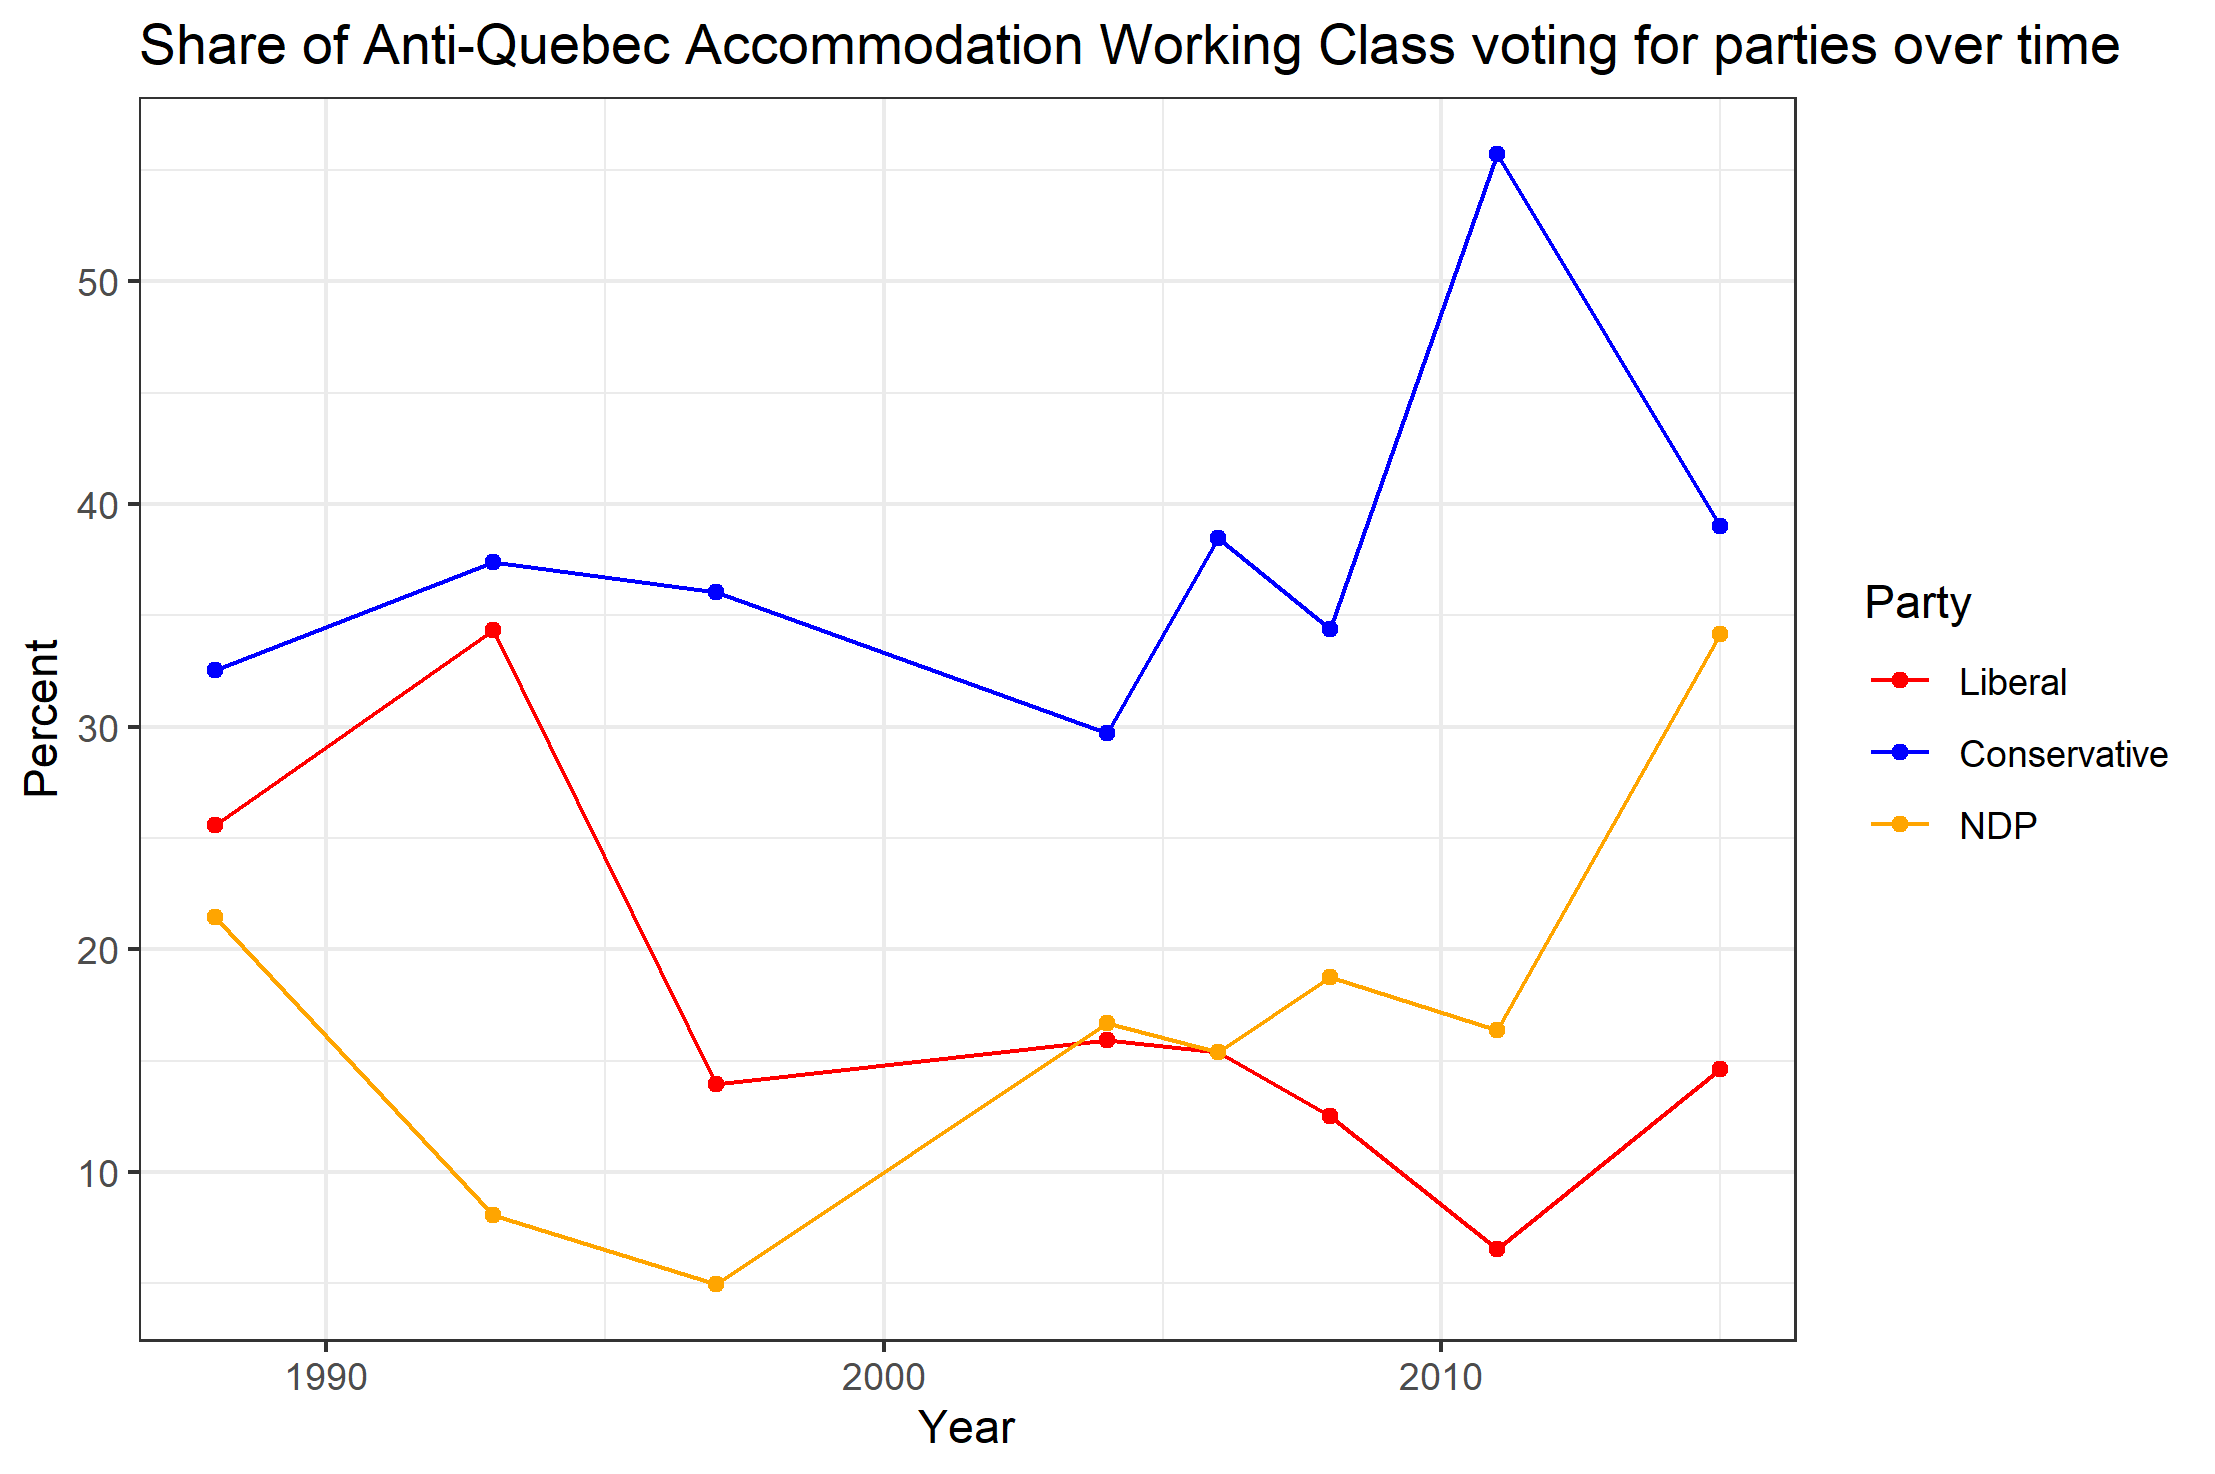 Share of Anti-Quebec Accommodation Working Class voting for parties over time
Percent
50
40
30
20
10
1990 2000 2010
Year
Party
Liberal
Conservative
NDP